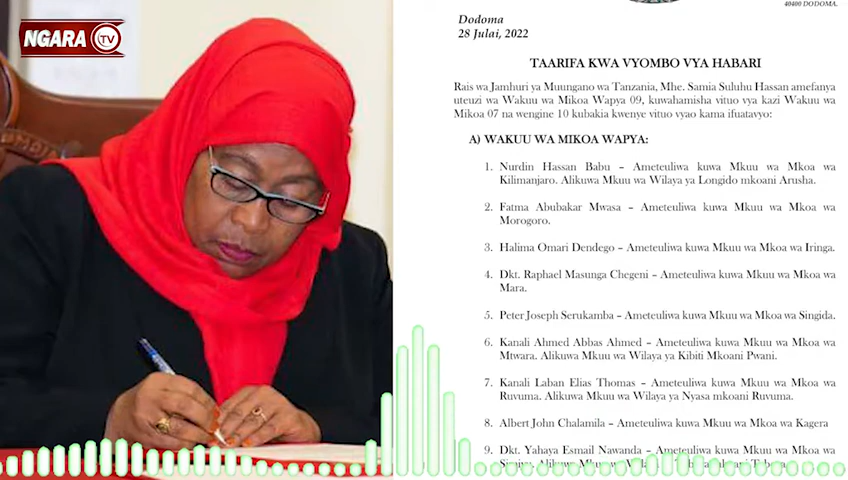 NGARA TV
40400 DODOMA.
Dodoma
28 Julai, 2022
TAARIFA KWA VYOMBO VYA HABARI
Rais wa Jamhuri ya Muungano wa Tanzania, Mhe. Samia Suluhu Hassan amefanya
uteuzi wa Wakuu wa Mikoa Wapya 09, kuwahamisha vituo vya kazi Wakuu wa
Mikoa 07 na wengine 10 kubakia kwenye vituo vyao kama ifuatavyo:
A) WAKUU WA MIKOA WAPYA:
1. Nurdin Hassan Babu – Ameteuliwa kuwa Mkuu wa Mkoa wa
Kilimanjaro. Alikuwa Mkuu wa Wilaya ya Longido mkoani Arusha.
2. Fatma Abubakar Mwasa – Ameteuliwa kuwa Mkuu wa Mkoa wa
Morogoro.
3. Halima Omari Dendego – Ameteuliwa kuwa Mkuu wa Mkoa wa Iringa.
4. Dkt. Raphael Masunga Chegeni – Ameteuliwa kuwa Mkuu wa Mkoa wa
Mara.
5. Peter Joseph Serukamba – Ameteuliwa kuwa Mkuu wa Mkoa wa Singida.
6. Kanali Ahmed Abbas Ahmed – Ameteuliwa kuwa Mkuu wa Mkoa wa
Mtwara. Alikuwa Mkuu wa Wilaya ya Kibiti Mkoani Pwani.
7. Kanali Laban Elias Thomas – Ameteuliwa kuwa Mkuu wa Mkoa wa
Ruvuma. Alikuwa Mkuu wa Wilaya ya Nyasa mkoani Ruvuma.
8. Albert John Chalamila – Ameteuliwa kuwa Mkuu wa Mkoa wa Kagera
9. Dkt. Yahaya Esmail Nawanda – Ameteuliwa kuwa Mkuu wa Mkoa wa
Alikuwa Mkuu wa Wilaya